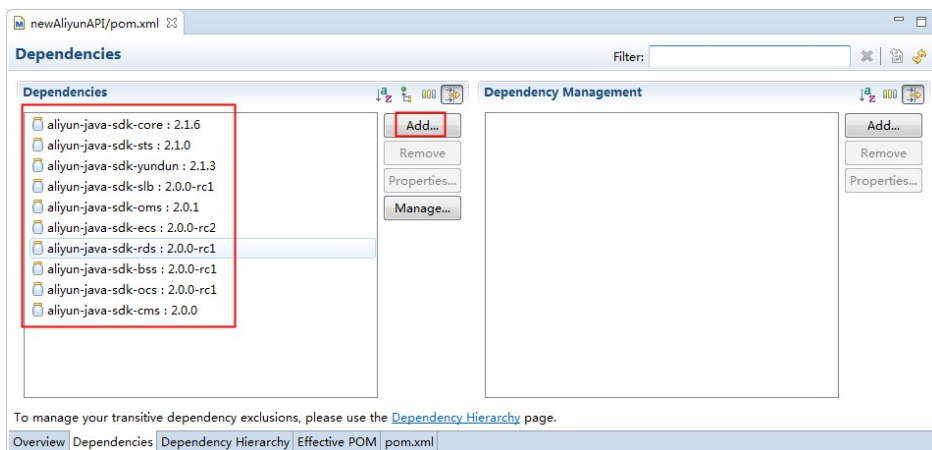 newAliyunAPI/pom.xml
Dependencies
Filter:
Dependencies
Dependency Management
aliyun-java-sdk-core : 2.1.6
aliyun-java-sdk-sts : 2.1.0
aliyun-java-sdk-yundun : 2.1.3
aliyun-java-sdk-slb : 2.0.0-rc1
aliyun-java-sdk-oms : 2.0.1
aliyun-java-sdk-ecs : 2.0.0-rc2
aliyun-java-sdk-rds : 2.0.0-rc1
aliyun-java-sdk-bss : 2.0.0-rc1
aliyun-java-sdk-ocs : 2.0.0-rc1
aliyun-java-sdk-cms : 2.0.0
Add...
Remove
Properties...
Manage...
Add...
Remove
Properties...
To manage your transitive dependency exclusions, please use the Dependency Hierarchy page.
Overview Dependencies Dependency Hierarchy Effective POM pom.xml